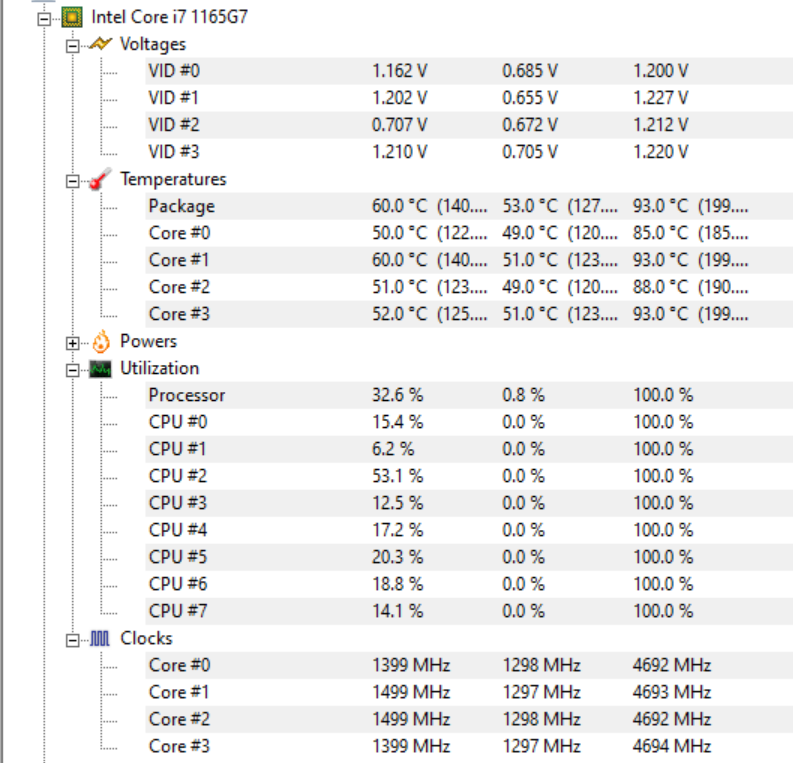 Intel Core i7 1165G7
Voltages
VID #0 1.162 V 0.685 V 1.200 V
VID #1 1.202 V 0.655 V 1.227 V
VID #2 0.707 V 0.672 V 1.212 V
VID #3 1.210 V 0.705 V 1.220 V
Temperatures
Package 60.0 °C (140.... 53.0 °C (127.... 93.0 °C (199....
Core #0 50.0 °C (122.... 49.0 °C (120.... 85.0 °C (185....
Core #1 60.0 °C (140.... 51.0 °C (123.... 93.0 °C (199....
Core #2 51.0 °C (123.... 49.0 °C (120.... 88.0 °C (190....
Core #3 52.0 °C (125.... 51.0 °C (123.... 93.0 °C (199....
Powers
Utilization
Processor 32.6 % 0.8 % 100.0 %
CPU #0 15.4 % 0.0 % 100.0 %
CPU #1 6.2 % 0.0 % 100.0 %
CPU #2 53.1 % 0.0 % 100.0 %
CPU #3 12.5 % 0.0 % 100.0 %
CPU #4 17.2 % 0.0 % 100.0 %
CPU #5 20.3 % 0.0 % 100.0 %
CPU #6 18.8 % 0.0 % 100.0 %
CPU #7 14.1 % 0.0 % 100.0 %
Clocks
Core #0 1399 MHz 1298 MHz 4692 MHz
Core #1 1499 MHz 1297 MHz 4693 MHz
Core #2 1499 MHz 1298 MHz 4692 MHz
Core #3 1399 MHz 1297 MHz 4694 MHz